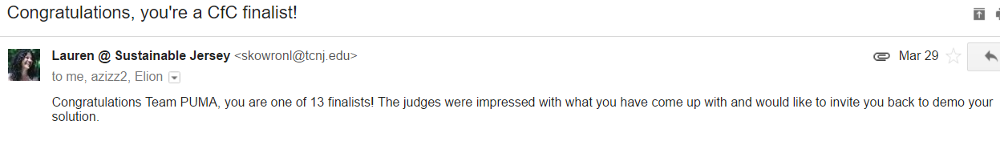 Congratulations, you're a CfC finalist!
Lauren @ Sustainable Jersey <skowronl@tcnj.edu> Mar 29
to me, azizz2, Elion
Congratulations Team PUMA, you are one of 13 finalists! The judges were impressed with what you have come up with and would like to invite you back to demo your
solution.